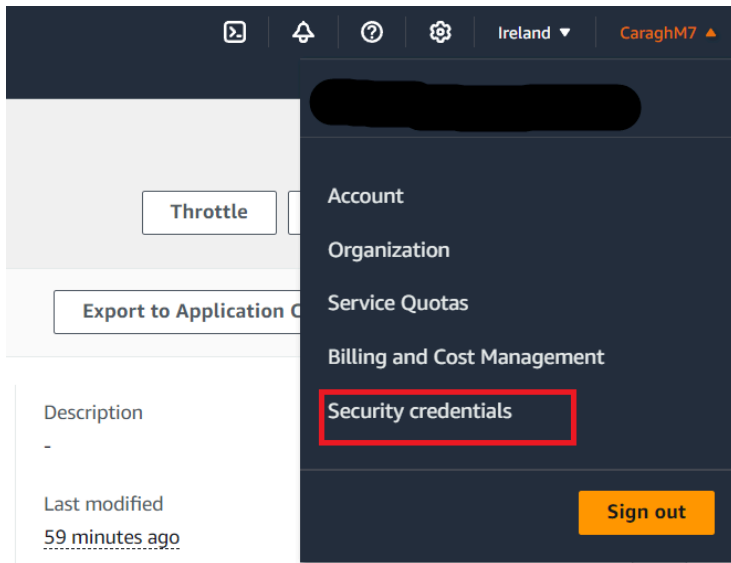 Ireland ▼ CaraghM7 ▲
Account
Throttle
Organization
Service Quotas
Export to Application
Billing and Cost Management
Description
Security credentials
-
Last modified
Sign out
59 minutes ago